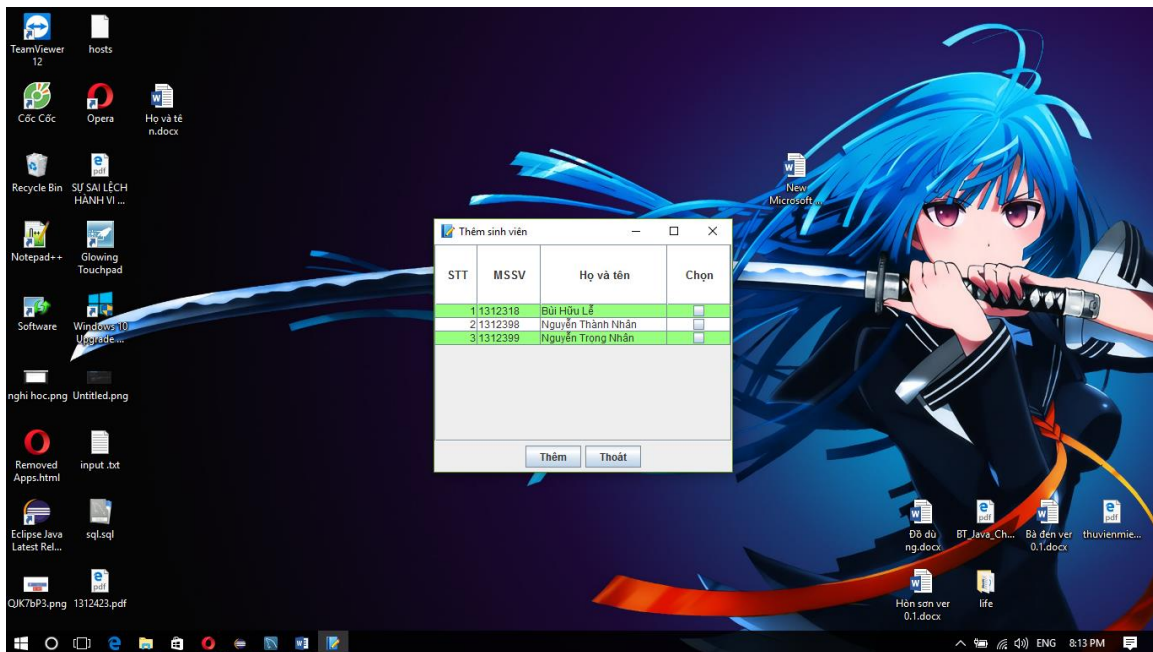 TeamViewer
12
hosts
Cốc Cốc
Opera
Họ và tê
n.docx
Recycle Bin
pdf
SỰ SAI LỆCH
HÀNH VI ...
Notepad++
Glowing
Touchpad
Software
Windows 10
Upgrade ...
nghi hoc.png
Untitled.png
Removed
Apps.html
input .txt
Eclipse Java
Latest Rel...
sql.sql
QJK7bP3.png
pdf
1312423.pdf
New
Microsoft ...
Thêm sinh viên
STT MSSV Họ và tên Chọn
1 1312318 Bùi Hữu Lễ
2 1312398 Nguyễn Thành Nhân
3 1312399 Nguyễn Trọng Nhân
Thêm Thoát
Đồ dù
ng.docx
pdf
BT_Java_Ch...
Bà đen ver
0.1.docx
pdf
thuvienmie...
Hòn sơn ver
0.1.docx
life
ENG 8:13 PM